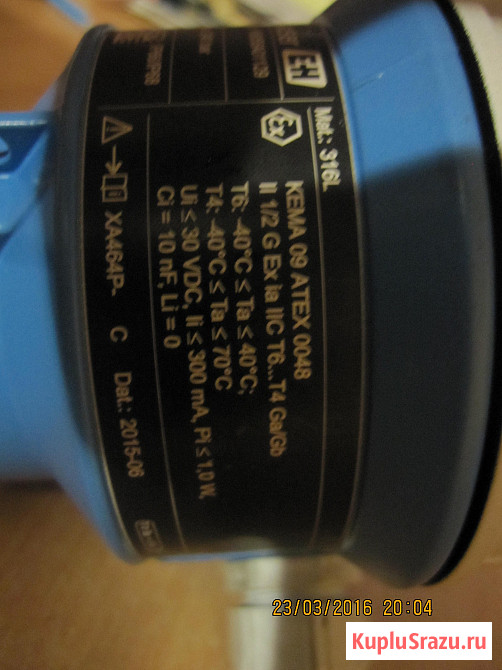 E+H
Mat.: 316L
Ex
KEMA 09 ATEX 0048
II 1/2 G Ex ia IIC T6...T4 Ga/Gb
T6: -40°C ≤ Ta ≤ 40°C;
T4: -40°C ≤ Ta ≤ 70°C
Ui ≤ 30 VDC, Ii ≤ 300 mA, Pi ≤ 1,0 W,
Ci = 10 nF, Li = 0
XA464P- C Dat.: 2015-06
23/03/2016 20:04
KupluSrazu.ru